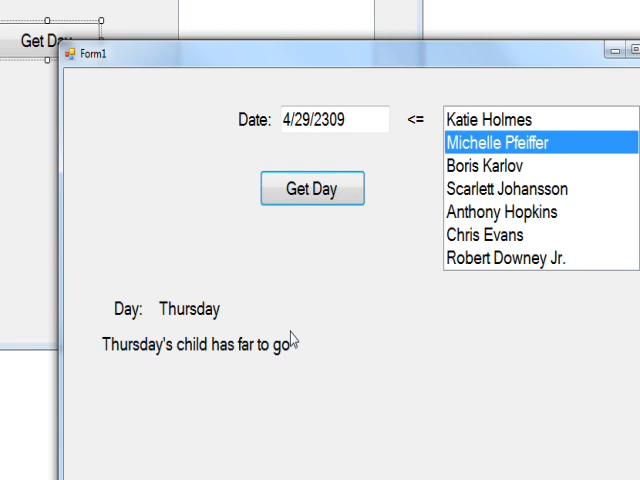 Get Day
Form1
Date: 4/29/2309 <=
Katie Holmes
Michelle Pfeiffer
Boris Karlov
Scarlett Johansson
Anthony Hopkins
Chris Evans
Robert Downey Jr.
Get Day
Day: Thursday
Thursday's child has far to go